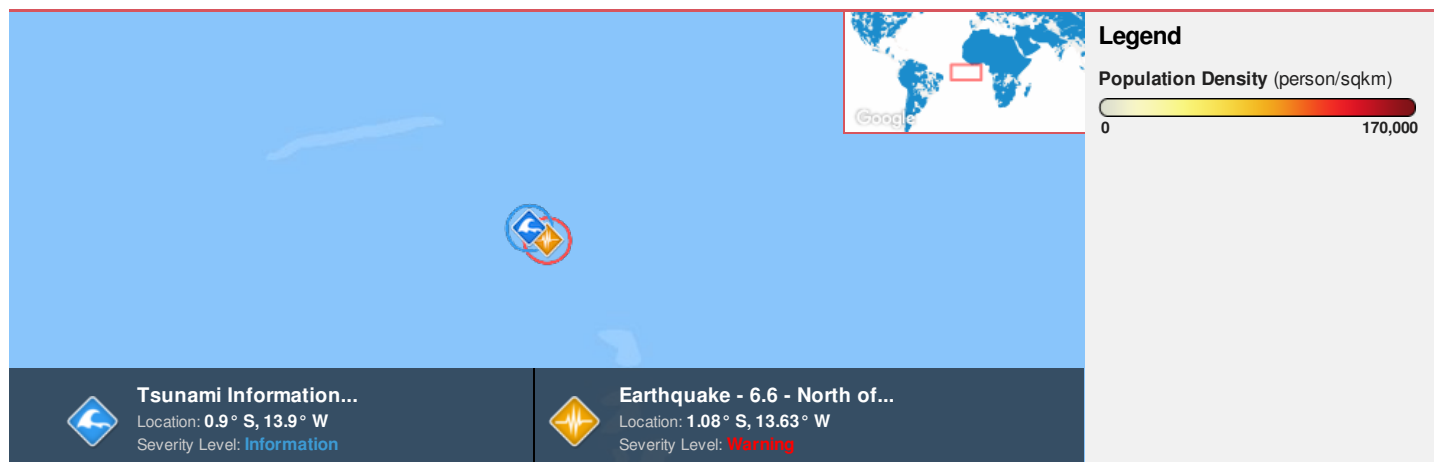 Google
Legend
Population Density (person/sqkm)
0 170,000
Tsunami Information...
Location: 0.9° S, 13.9° W
Severity Level: Information
Earthquake - 6.6 - North of...
Location: 1.08° S, 13.63° W
Severity Level: Warning